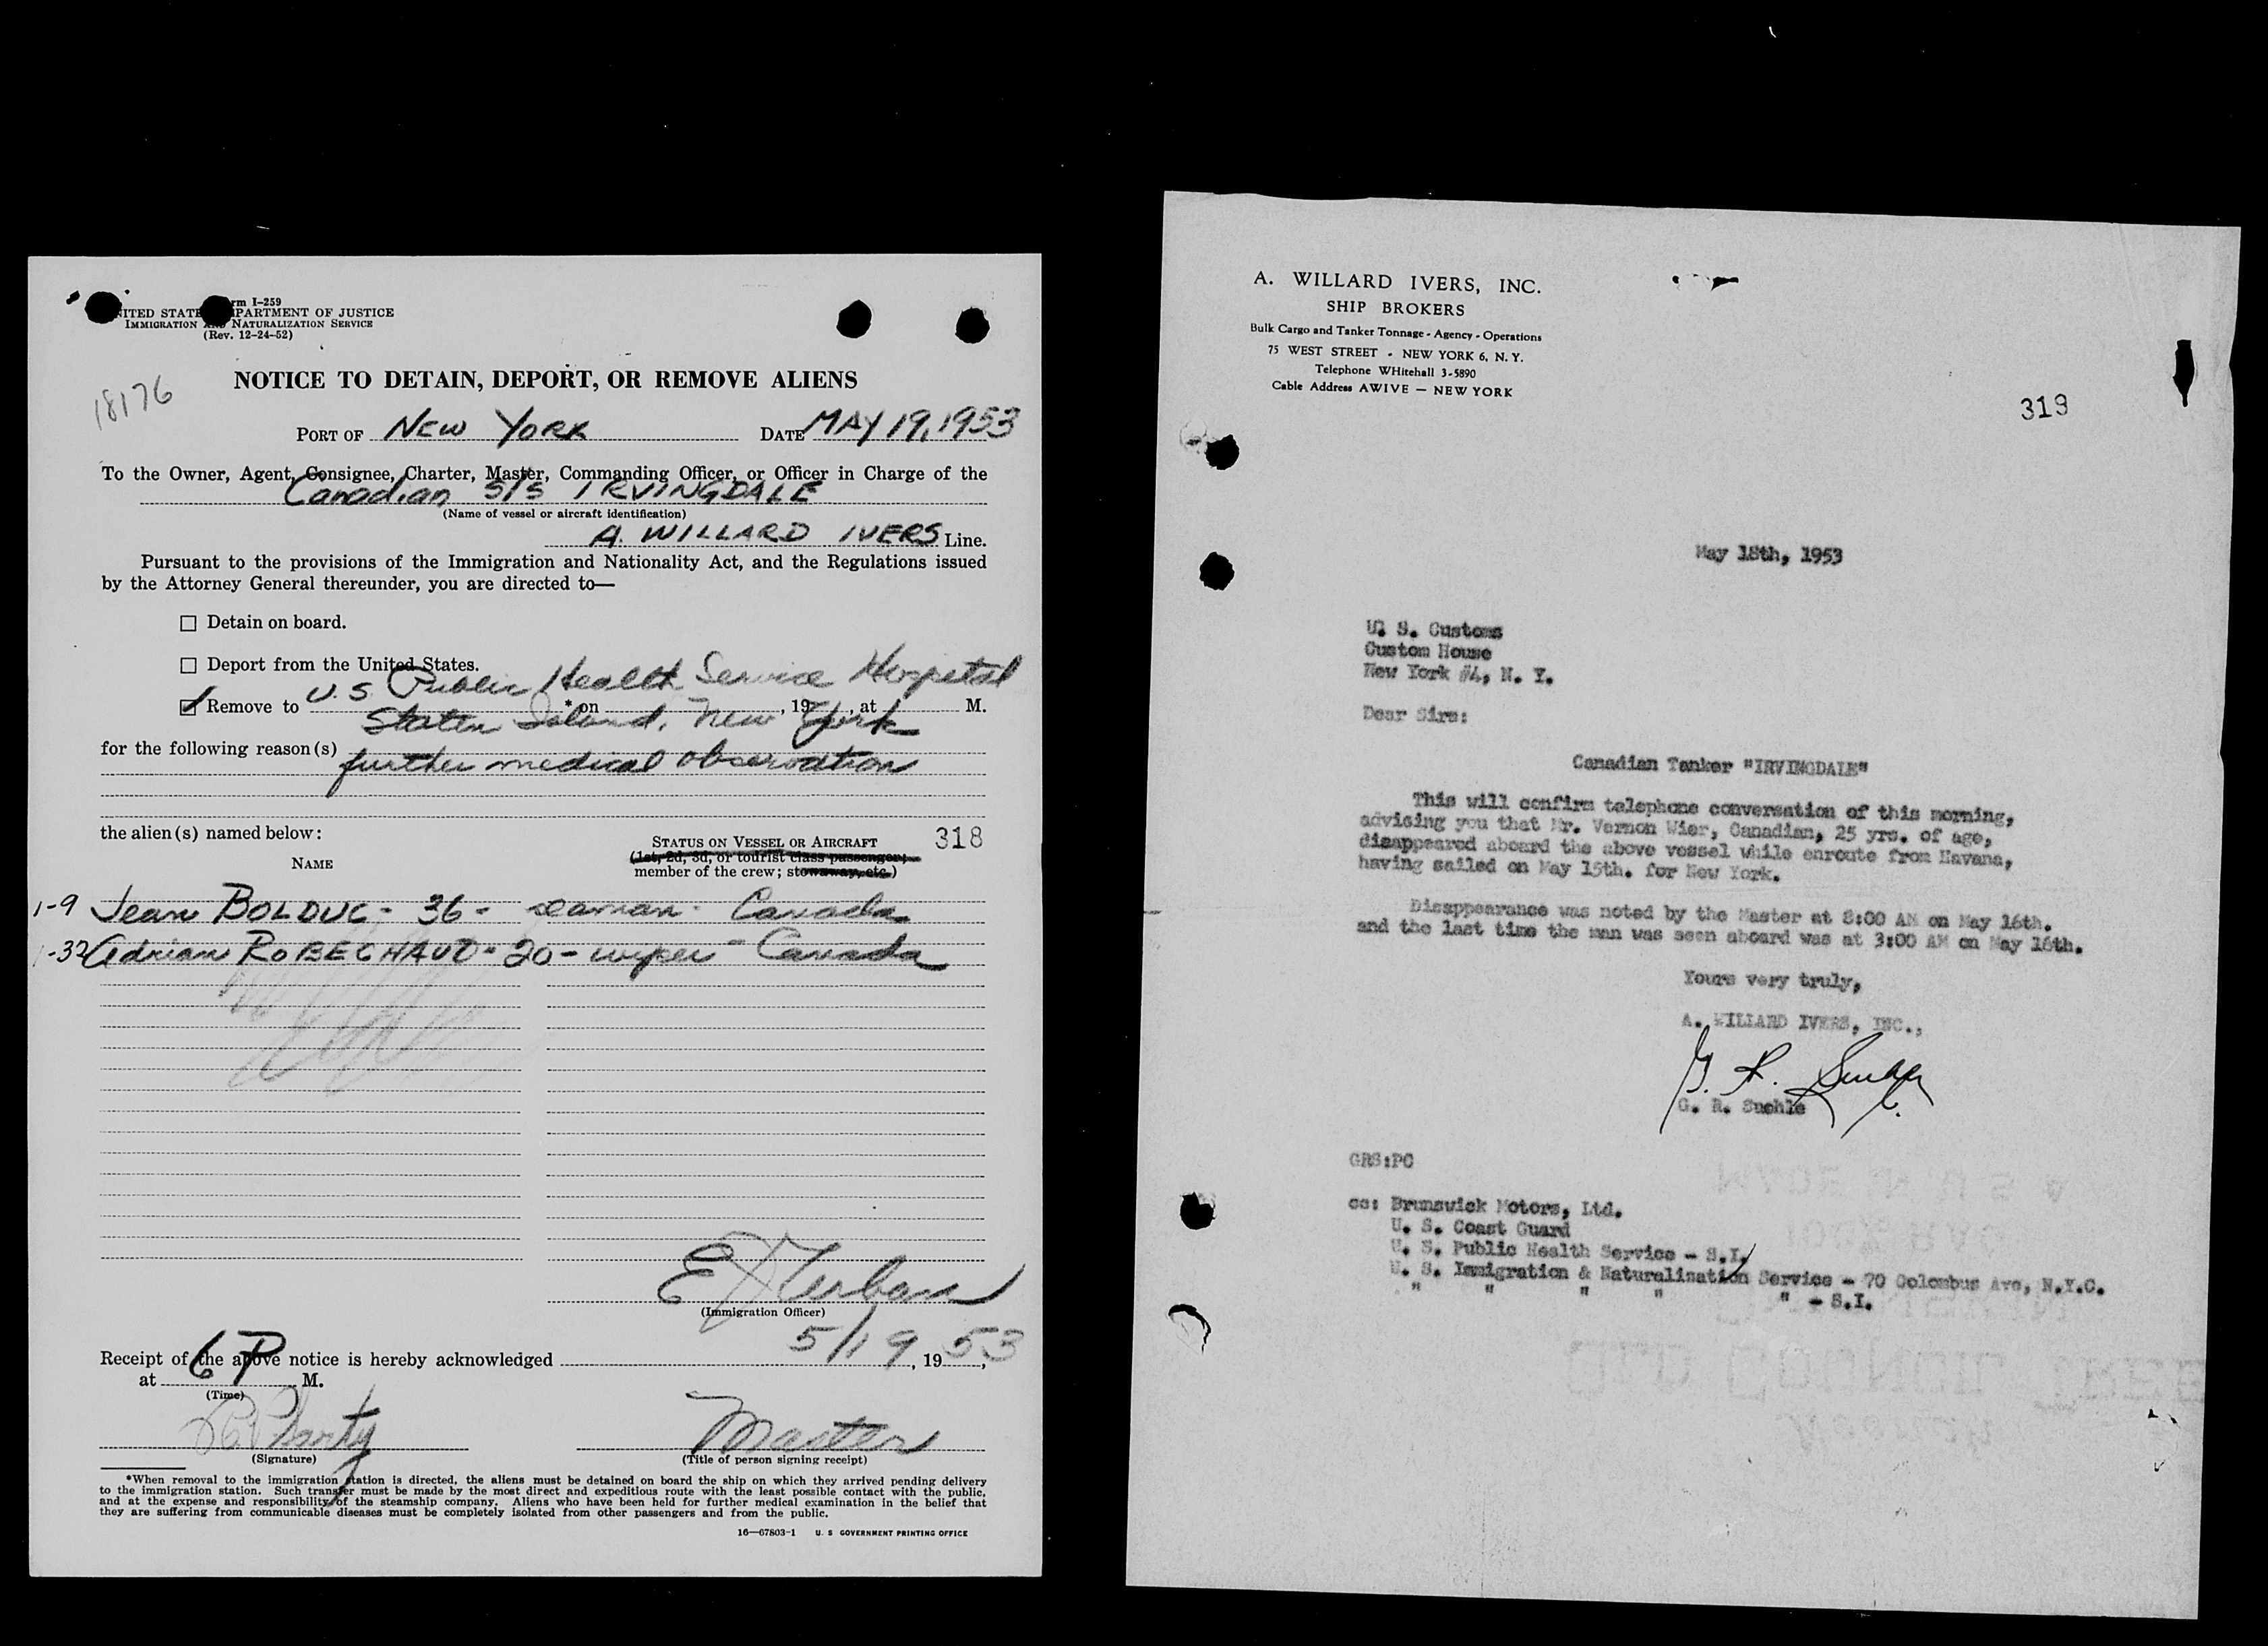 Form I-259
UNITED STATES DEPARTMENT OF JUSTICE
IMMIGRATION AND NATURALIZATION SERVICE
(Rev. 12-24-52)
18176
NOTICE TO DETAIN, DEPORT, OR REMOVE ALIENS
PORT OF NEW YORK DATE MAY 19, 1953
To the Owner, Agent, Consignee, Charter, Master, Commanding Officer, or Officer in Charge of the
Canadian S/S IRVINGDALE
(Name of vessel or aircraft identification)
A. WILLARD IVERS Line.
Pursuant to the provisions of the Immigration and Nationality Act, and the Regulations issued
by the Attorney General thereunder, you are directed to—
Detain on board.
Deport from the United States.
U.S. Public Health Service Hospital
Remove to * on , 19 , at M.
Staten Island, New York
for the following reason(s)
further medical observation
the alien(s) named below:
318
NAME
STATUS ON VESSEL OR AIRCRAFT
(1st, 2d, 3d, or tourist class passenger;
member of the crew; stowaway, etc.)
1-9 Jean BOLDUC - 36 - seaman - Canada
1-32 Adrian ROBECHAUD - 20 - wiper - Canada
(Immigration Officer)
5/19 53
Receipt of the above notice is hereby acknowledged , 19 ,
at 6 P M.
(Time)
Master
(Signature)
(Title of person signing receipt)
*When removal to the immigration station is directed, the aliens must be detained on board the ship on which they arrived pending delivery
to the immigration station. Such transfer must be made by the most direct and expeditious route with the least possible contact with the public,
and at the expense and responsibility of the steamship company. Aliens who have been held for further medical examination in the belief that
they are suffering from communicable diseases must be completely isolated from other passengers and from the public.
16—67803-1 U. S GOVERNMENT PRINTING OFFICE
A. WILLARD IVERS, INC.
SHIP BROKERS
Bulk Cargo and Tanker Tonnage - Agency - Operations
75 WEST STREET - NEW YORK 6, N. Y.
Telephone WHitehall 3-5890
Cable Address AWIVE — NEW YORK
319
May 18th, 1953
U. S. Customs
Custom House
New York #4, N. Y.
Dear Sirs:
Canadian Tanker "IRVINGDALE"
This will confirm telephone conversation of this morning,
advising you that Mr. Vernon Wier, Canadian, 25 yrs. of age,
disappeared aboard the above vessel while enroute from Havana,
having sailed on May 15th. for New York.
Disappearance was noted by the Master at 8:00 AM on May 16th.
and the last time the man was seen aboard was at 3:00 AM on May 16th.
Yours very truly,
A. WILLARD IVERS, INC.,
G. R. Suehle
GRS:PC
cc: Brunswick Motors, Ltd.
U. S. Coast Guard
U. S. Public Health Service - S.I.
U. S. Immigration & Naturalization Service - 70 Colombus Ave, N.Y.C.
" " " " " - S.I.
OLD COUNCIL TREE